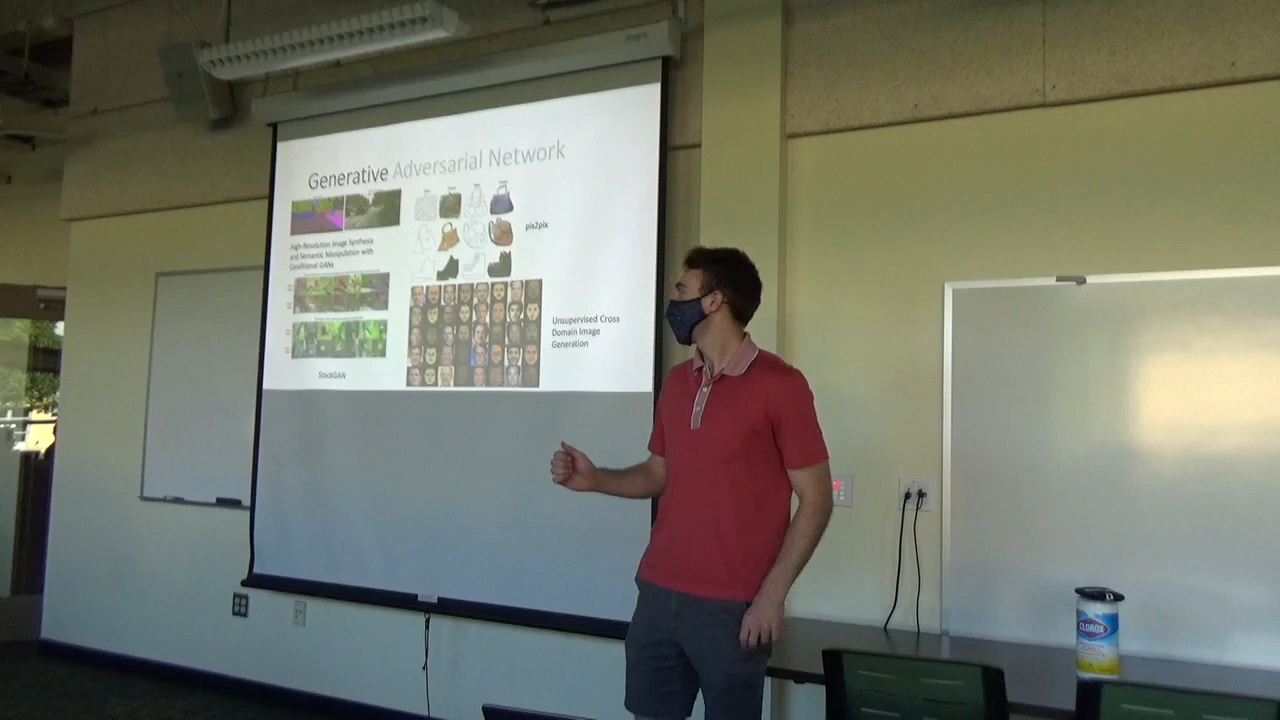 Generative Adversarial Network
High-Resolution Image Synthesis
and Semantic Manipulation with
Conditional GANs
pix2pix
StackGAN
Unsupervised Cross
Domain Image
Generation
CLOROX